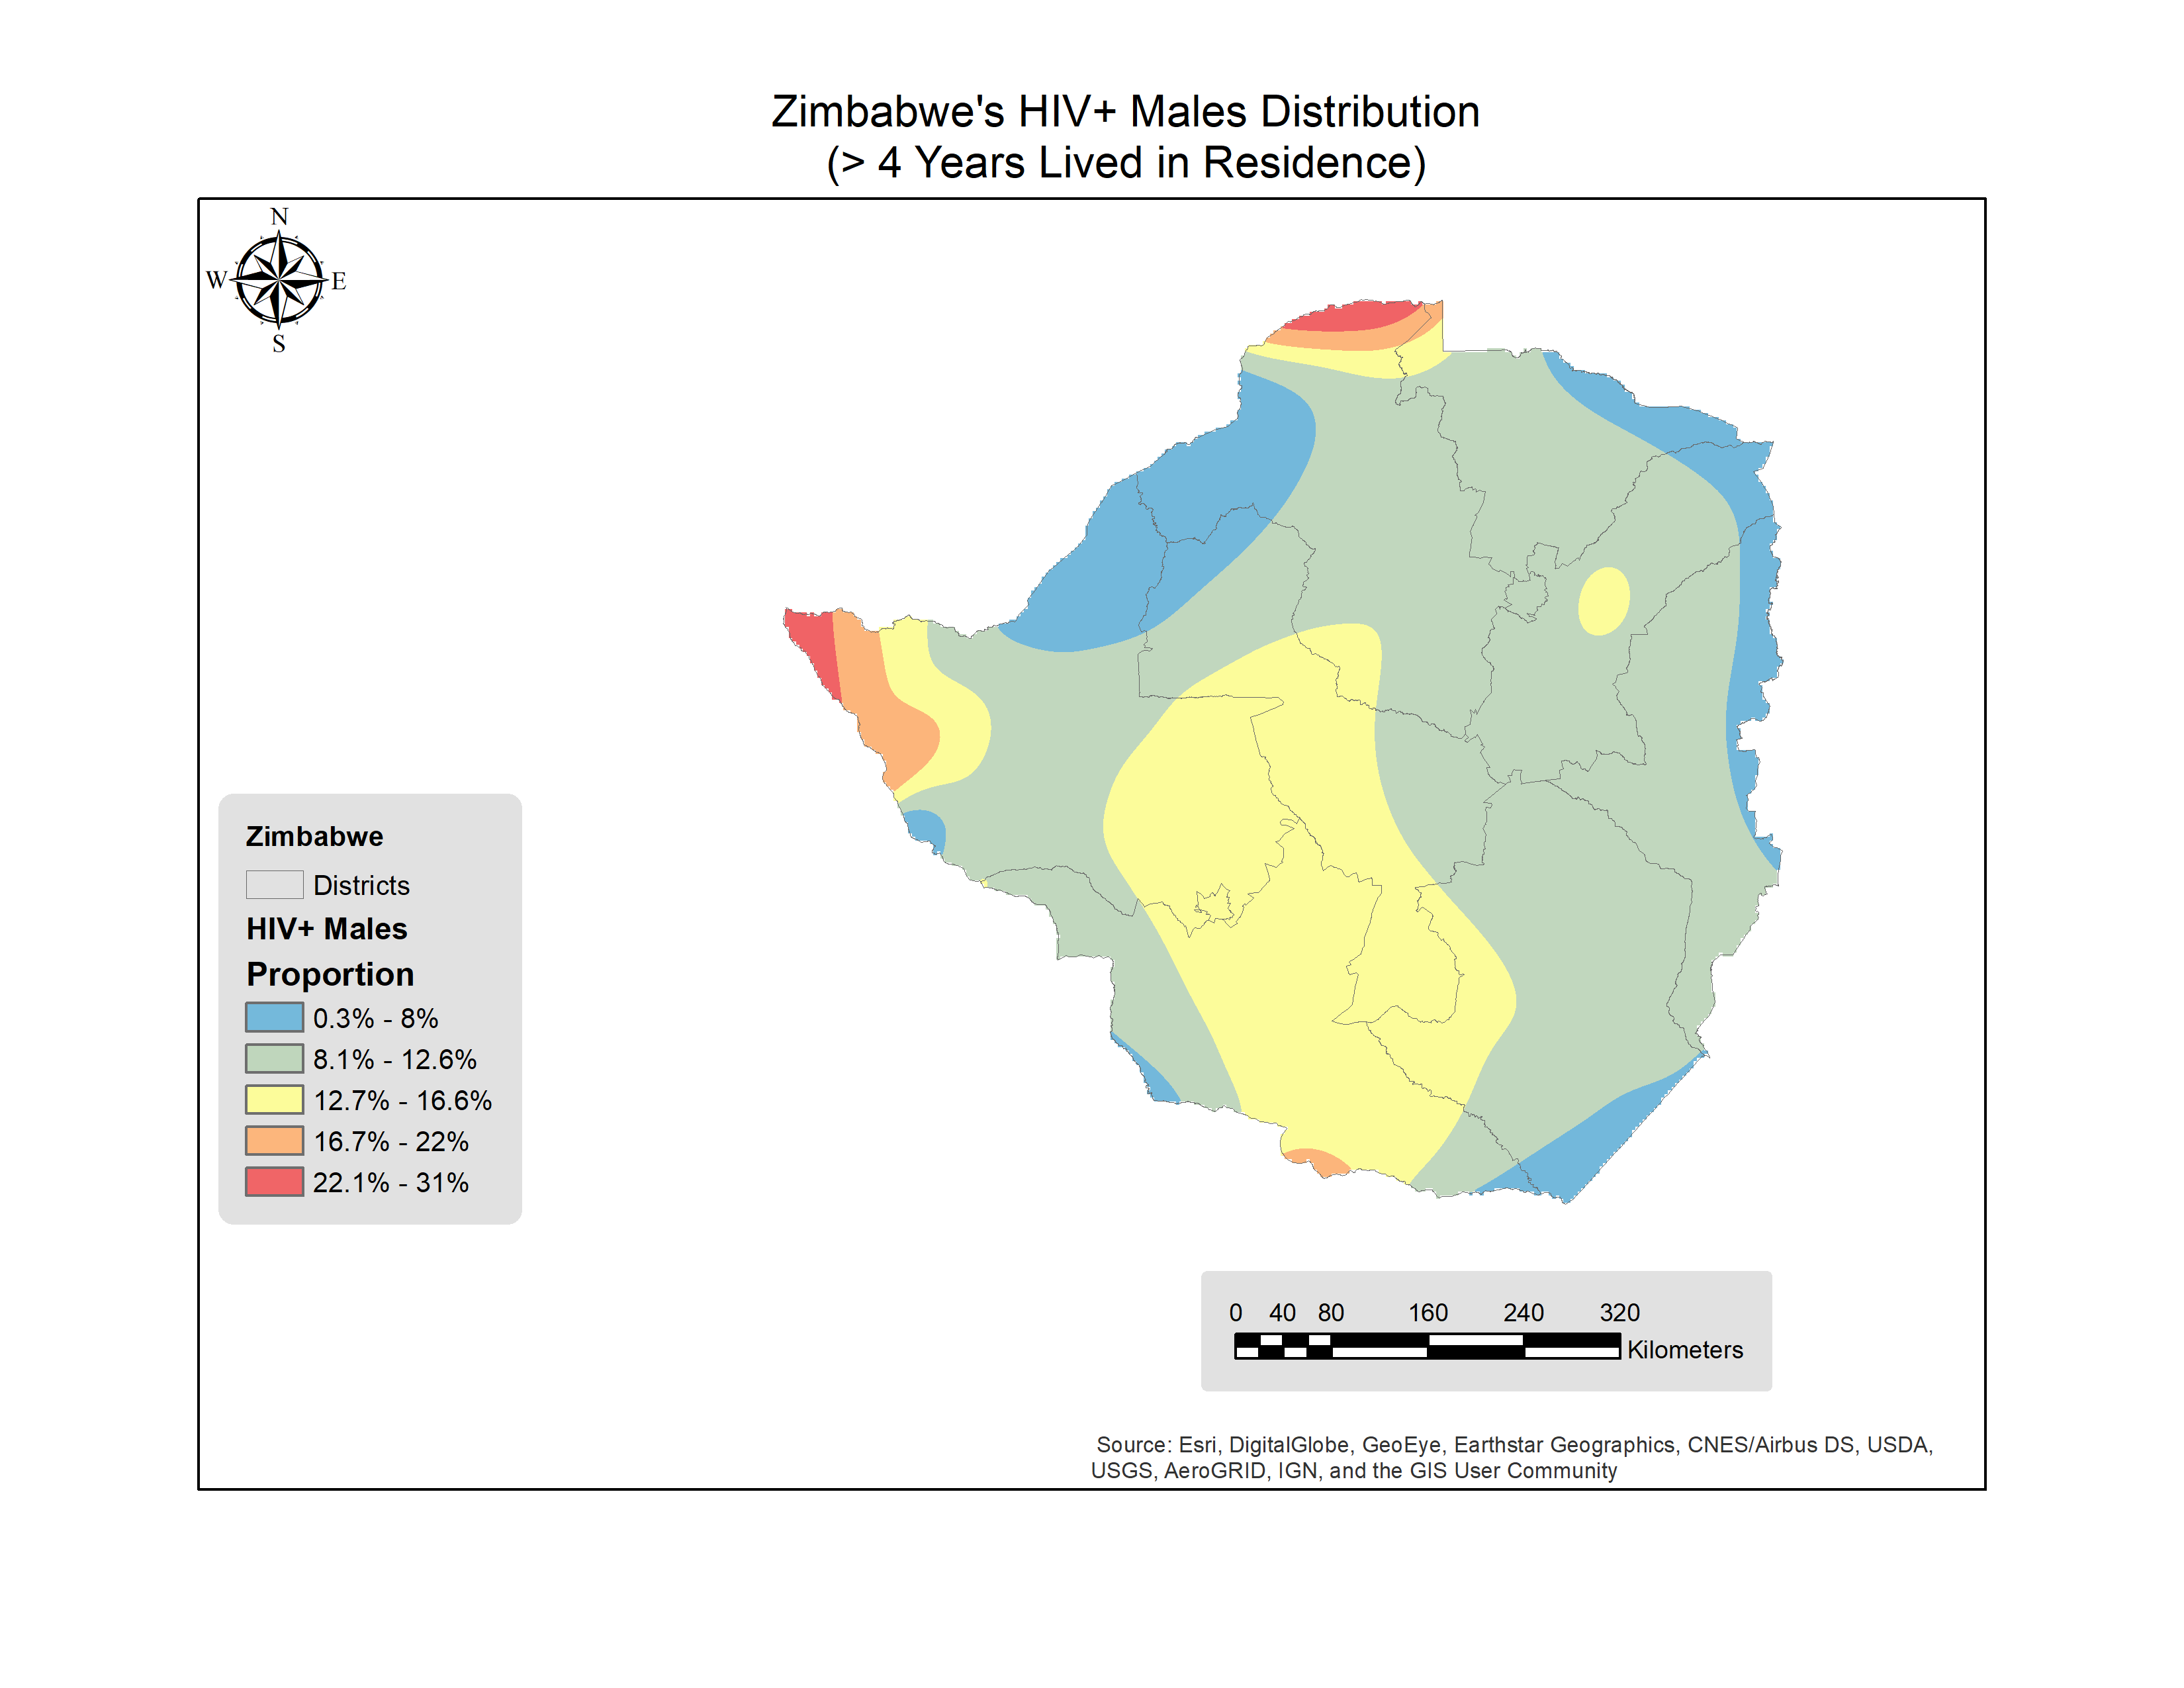 Zimbabwe's HIV+ Males Distribution
(> 4 Years Lived in Residence)
N
W E
S
Zimbabwe
Districts
HIV+ Males
Proportion
0.3% - 8%
8.1% - 12.6%
12.7% - 16.6%
16.7% - 22%
22.1% - 31%
0 40 80 160 240 320
Kilometers
Source: Esri, DigitalGlobe, GeoEye, Earthstar Geographics, CNES/Airbus DS, USDA,
USGS, AeroGRID, IGN, and the GIS User Community